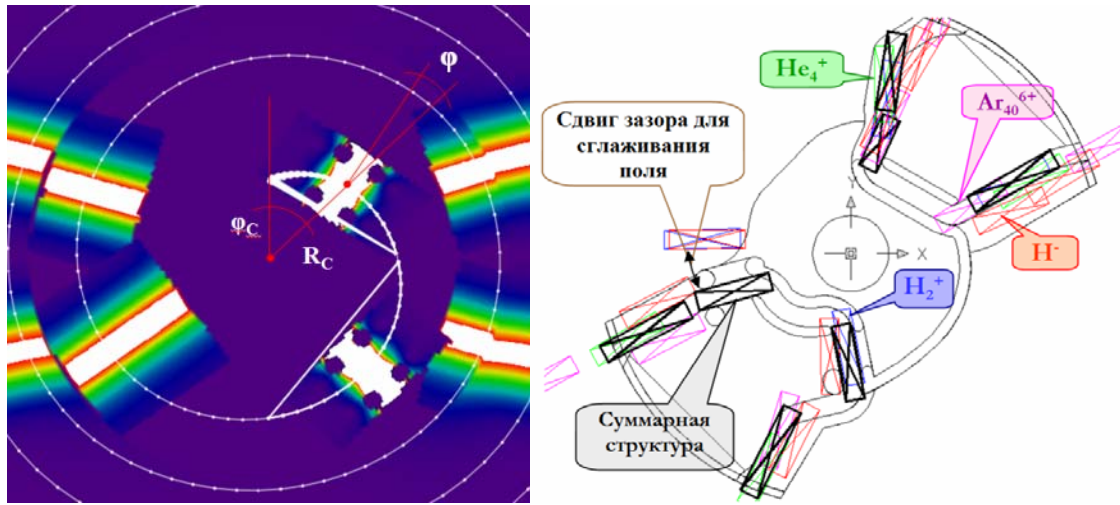 φ
φC
RC
He4+
Ar406+
Сдвиг зазора для
сглаживания
поля
Y
X
H-
H2+
Суммарная
структура